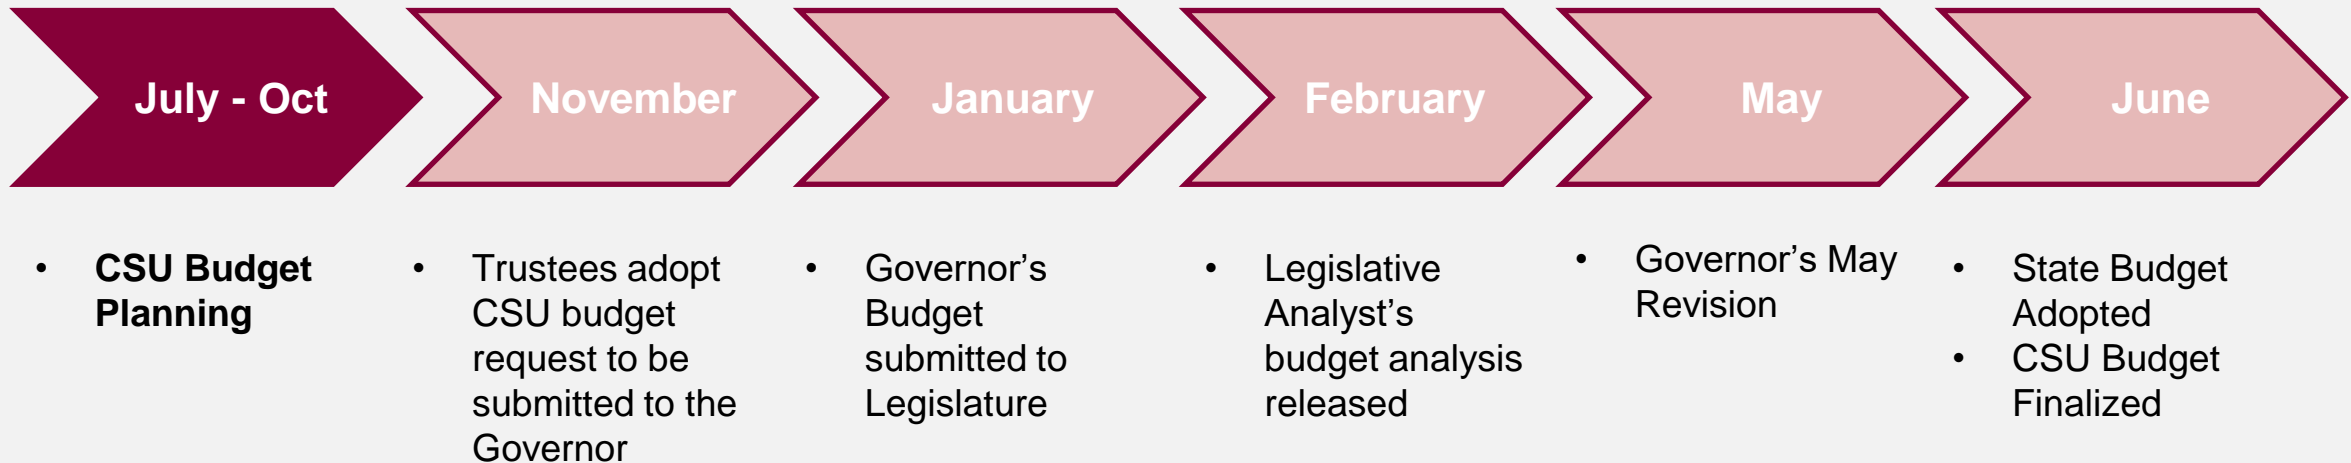 July - Oct
November
January
February
May
June
• CSU Budget
Planning
• Trustees adopt
CSU budget
request to be
submitted to the
Governor
• Governor’s
Budget
submitted to
Legislature
• Legislative
Analyst’s
budget analysis
released
• Governor’s May
Revision
• State Budget
Adopted
• CSU Budget
Finalized